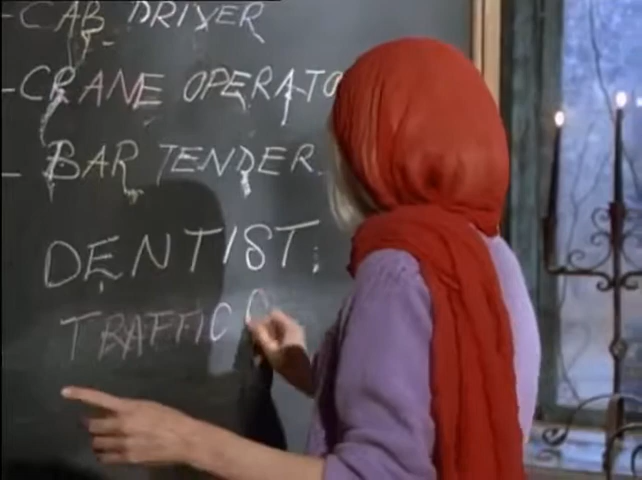 -CAB DRIVER
-CRANE OPERATO
- BAR TENDER
DENTIST.
TRAFFIC C